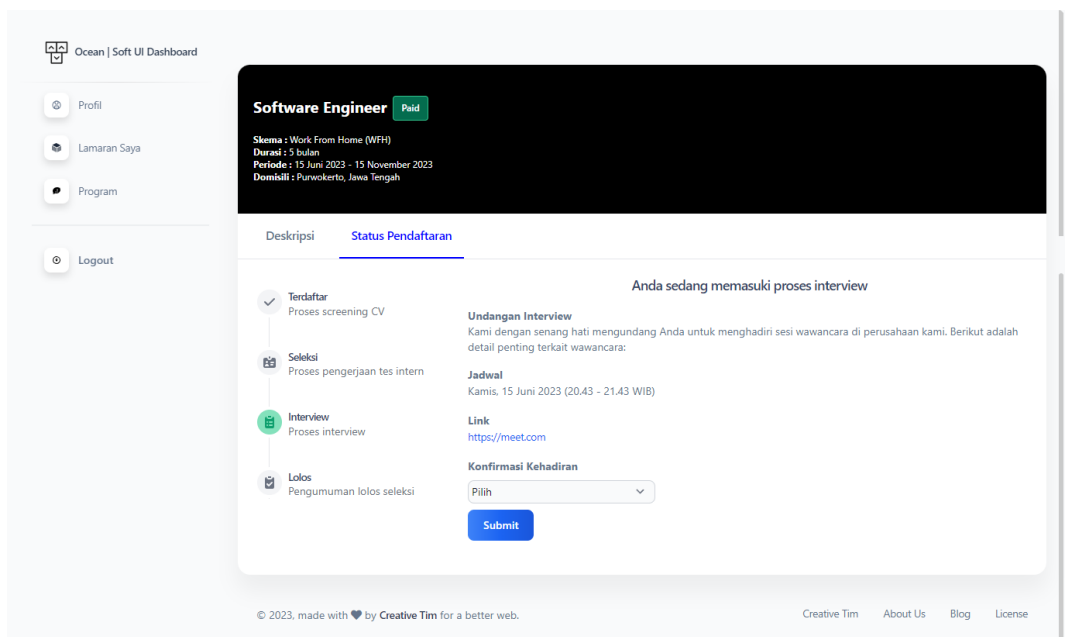 Ocean | Soft UI Dashboard
Profil
Lamaran Saya
Program
Logout
Software Engineer Paid
Skema : Work From Home (WFH)
Durasi : 5 bulan
Periode : 15 Juni 2023 - 15 November 2023
Domisili : Purwokerto, Jawa Tengah
Deskripsi Status Pendaftaran
Terdaftar
Proses screening CV
Seleksi
Proses pengerjaan tes intern
Interview
Proses interview
Lolos
Pengumuman lolos seleksi
Anda sedang memasuki proses interview
Undangan Interview
Kami dengan senang hati mengundang Anda untuk menghadiri sesi wawancara di perusahaan kami. Berikut adalah
detail penting terkait wawancara:
Jadwal
Kamis, 15 Juni 2023 (20.43 - 21.43 WIB)
Link
https://meet.com
Konfirmasi Kehadiran
Pilih
Submit
© 2023, made with ♥ by Creative Tim for a better web.
Creative Tim About Us Blog License